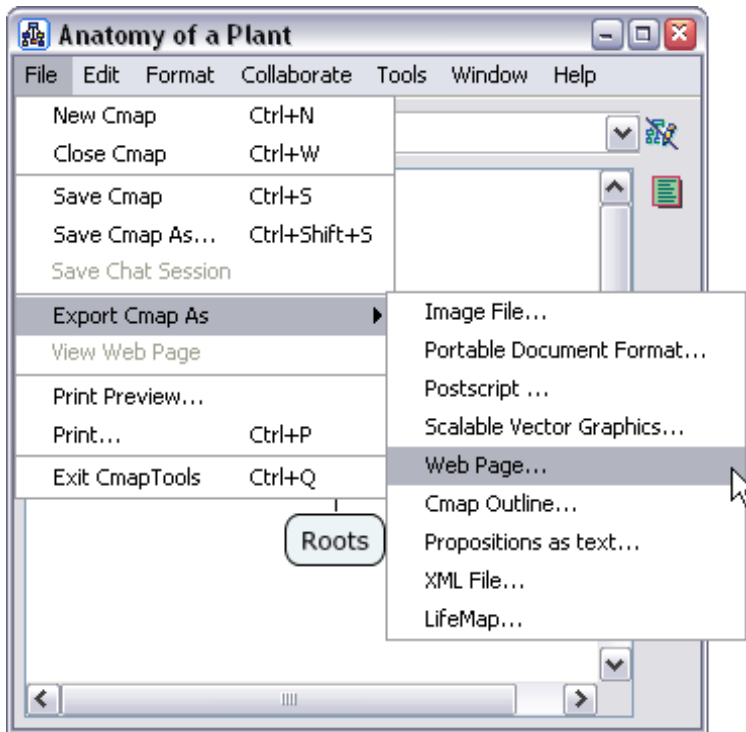 Anatomy of a Plant
File Edit Format Collaborate Tools Window Help
New Cmap Ctrl+N
Close Cmap Ctrl+W
Save Cmap Ctrl+S
Save Cmap As... Ctrl+Shift+S
Save Chat Session
Export Cmap As
View Web Page
Print Preview...
Print... Ctrl+P
Exit CmapTools Ctrl+Q
Image File...
Portable Document Format...
Postscript ...
Scalable Vector Graphics...
Web Page...
Cmap Outline...
Propositions as text...
XML File...
LifeMap...
Roots